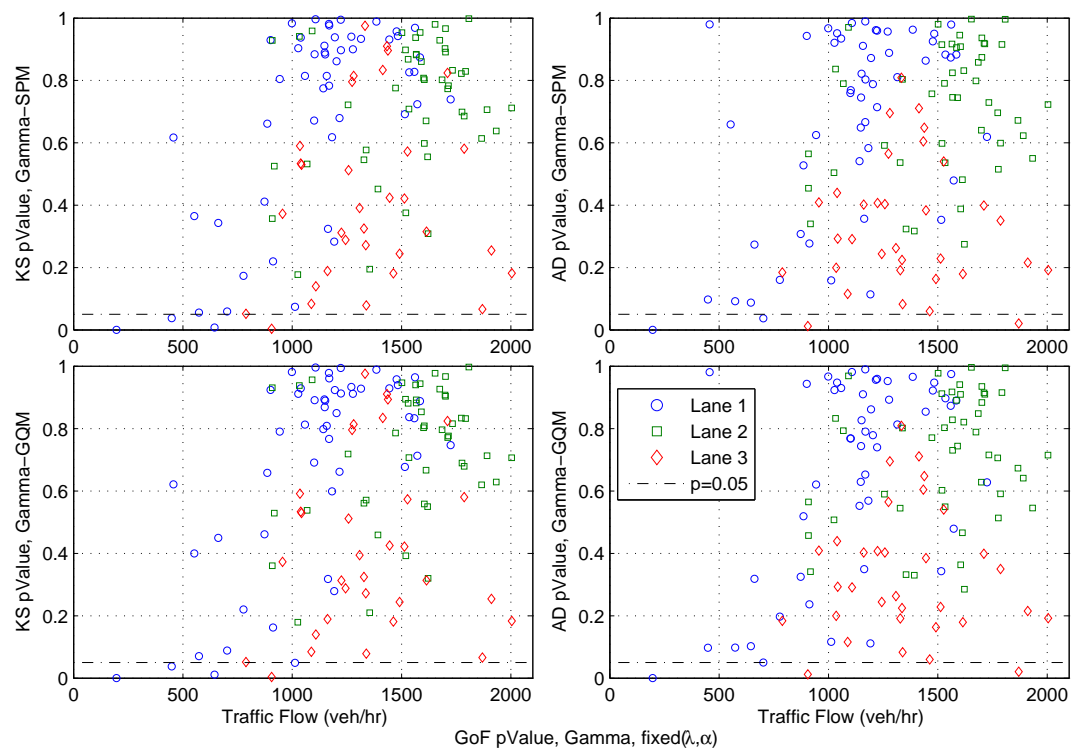 KS pValue, Gamma−SPM
1
0.8
0.6
0.4
0.2
0
0 500 1000 1500 2000
AD pValue, Gamma−SPM
1
0.8
0.6
0.4
0.2
0
0 500 1000 1500 2000
KS pValue, Gamma−GQM
1
0.8
0.6
0.4
0.2
0
0 500 1000 1500 2000
Traffic Flow (veh/hr)
AD pValue, Gamma−GQM
1
0.8
0.6
0.4
0.2
0
Lane 1
Lane 2
Lane 3
p=0.05
0 500 1000 1500 2000
Traffic Flow (veh/hr)
GoF pValue, Gamma, fixed(λ,α)